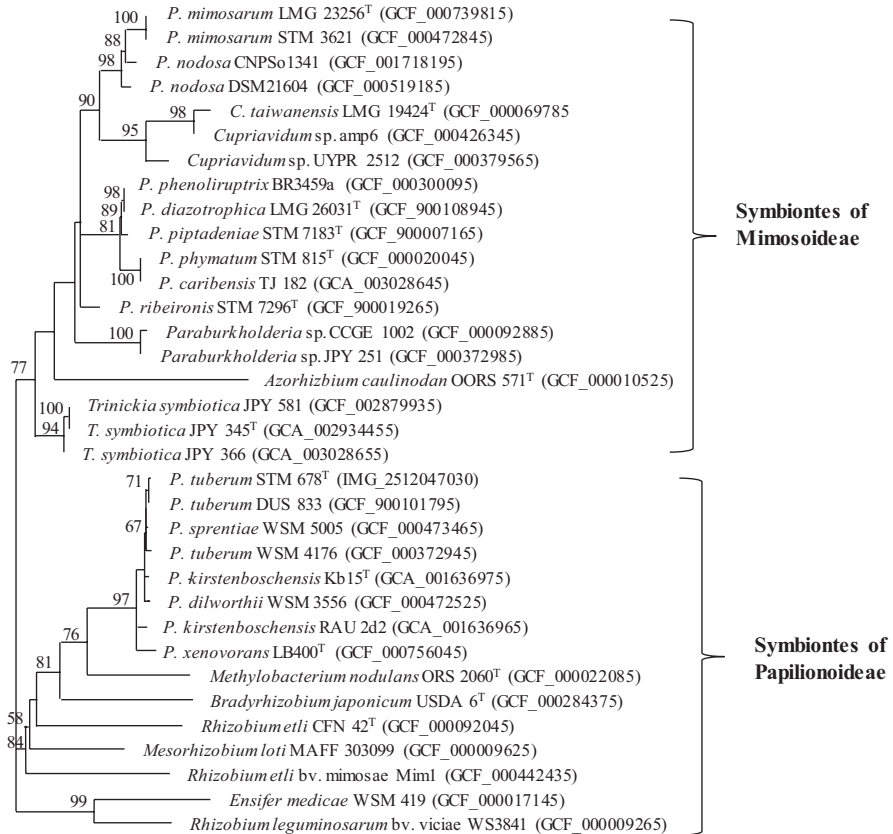 100
P. mimosarum LMG 23256T (GCF_000739815)
P. mimosarum STM 3621 (GCF_000472845)
88
98
P. nodosa CNPSo1341 (GCF_001718195)
P. nodosa DSM21604 (GCF_000519185)
90
98
C. taiwanensis LMG 19424T (GCF_000069785
95
Cupriavidum sp. amp6 (GCF_000426345)
Cupriavidum sp. UYPR 2512 (GCF_000379565)
P. phenoliruptrix BR3459a (GCF_000300095)
98
89
P. diazotrophica LMG 26031T (GCF_900108945)
81
P. piptadeniae STM 7183T (GCF_900007165)
P. phymatum STM 815T (GCF_000020045)
100
P. caribensis TJ 182 (GCA_003028645)
P. ribeironis STM 7296T (GCF_900019265)
100
Paraburkholderia sp. CCGE 1002 (GCF_000092885)
Paraburkholderia sp. JPY 251 (GCF_000372985)
77
Azorhizbium caulinodan OORS 571T (GCF_000010525)
100
Trinickia symbiotica JPY 581 (GCF_002879935)
94
T. symbiotica JPY 345T (GCA_002934455)
T. symbiotica JPY 366 (GCA_003028655)
Symbiontes of
Mimosoideae
71
P. tuberum STM 678T (IMG_2512047030)
P. tuberum DUS 833 (GCF_900101795)
67
P. sprentiae WSM 5005 (GCF_000473465)
P. tuberum WSM 4176 (GCF_000372945)
P. kirstenboschensis Kb15T (GCA_001636975)
97
P. dilworthii WSM 3556 (GCF_000472525)
P. kirstenboschensis RAU 2d2 (GCA_001636965)
76
P. xenovorans LB400T (GCF_000756045)
81
Methylobacterium nodulans ORS 2060T (GCF_000022085)
Bradyrhizobium japonicum USDA 6T (GCF_000284375)
58
Rhizobium etli CFN 42T (GCF_000092045)
84
Mesorhizobium loti MAFF 303099 (GCF_000009625)
Rhizobium etli bv. mimosae Mim1 (GCF_000442435)
99
Ensifer medicae WSM 419 (GCF_000017145)
Rhizobium leguminosarum bv. viciae WS3841 (GCF_000009265)
Symbiontes of
Papilionoideae